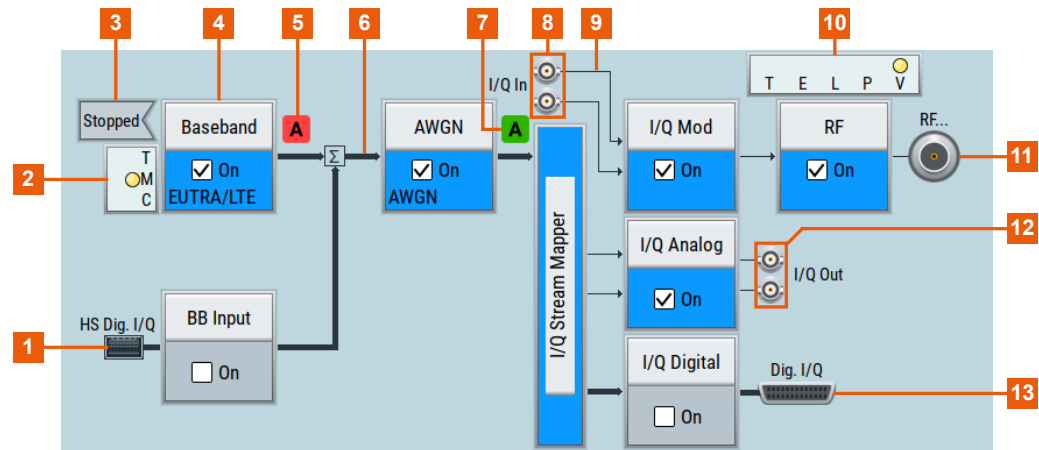 3
4
5
6
7
8
9
10
I/Q In
T E L P V
Stopped
Baseband
A
AWGN
A
I/Q Mod
RF
RF...
2
T
M
C
On
EUTRA/LTE
Σ
On
AWGN
On
On
11
I/Q Stream Mapper
I/Q Analog
On
12
I/Q Out
1
HS Dig. I/Q
BB Input
On
I/Q Digital
On
Dig. I/Q
13